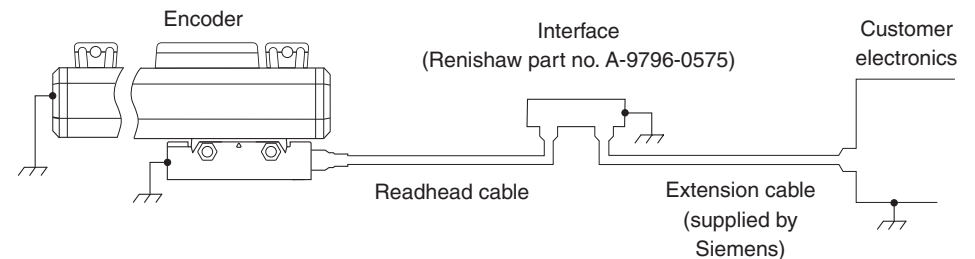 Encoder
Interface
(Renishaw part no. A-9796-0575)
Customer
electronics
Readhead cable
Extension cable
(supplied by
Siemens)